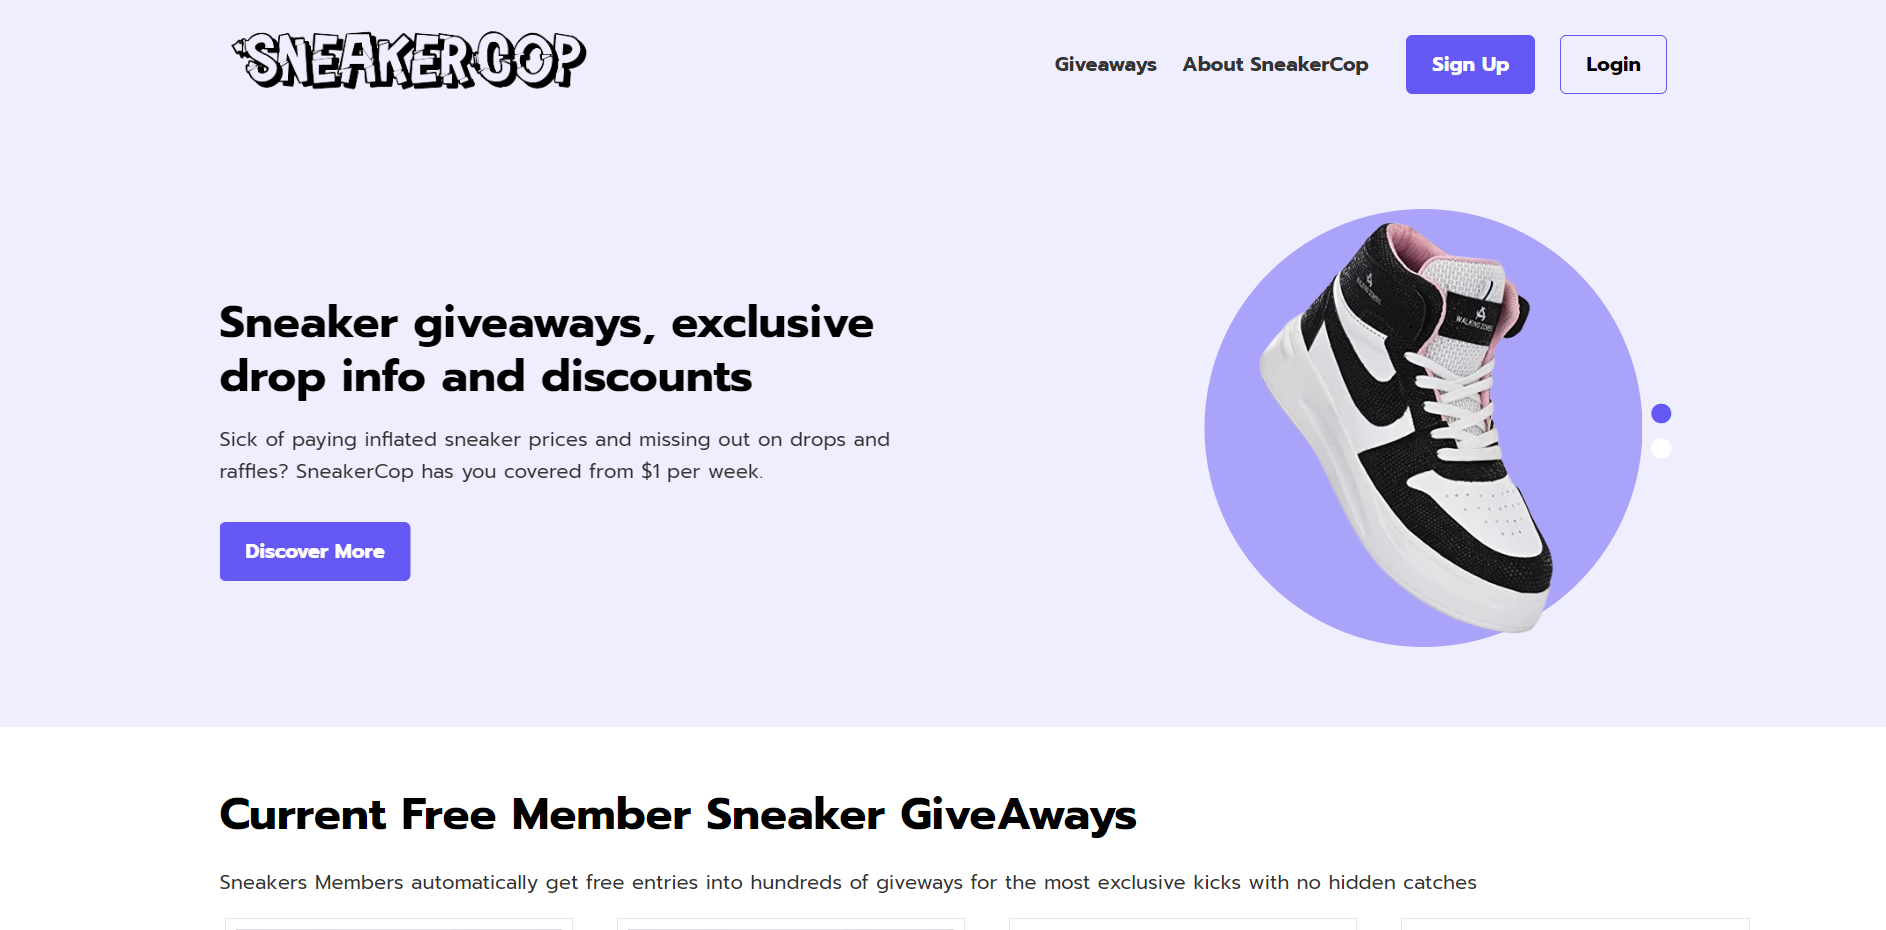 SNEAKERCOP
Giveaways
About SneakerCop
Sign Up
Login
Sneaker giveaways, exclusive
drop info and discounts
Sick of paying inflated sneaker prices and missing out on drops and
raffles? SneakerCop has you covered from $1 per week.
Discover More
Current Free Member Sneaker GiveAways
Sneakers Members automatically get free entries into hundreds of giveways for the most exclusive kicks with no hidden catches